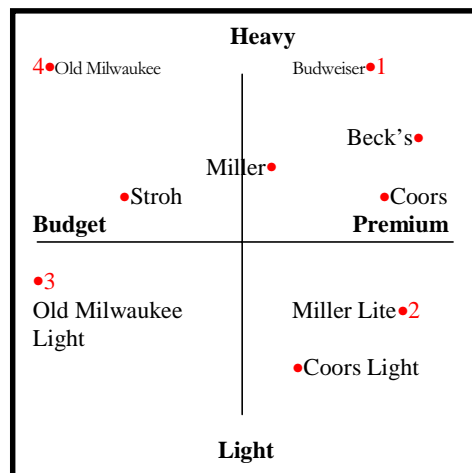 Heavy
4 Old Milwaukee
Budweiser 1
Beck's
Miller
Stroh
Coors
Budget
Premium
3
Old Milwaukee
Light
Miller Lite 2
Coors Light
Light